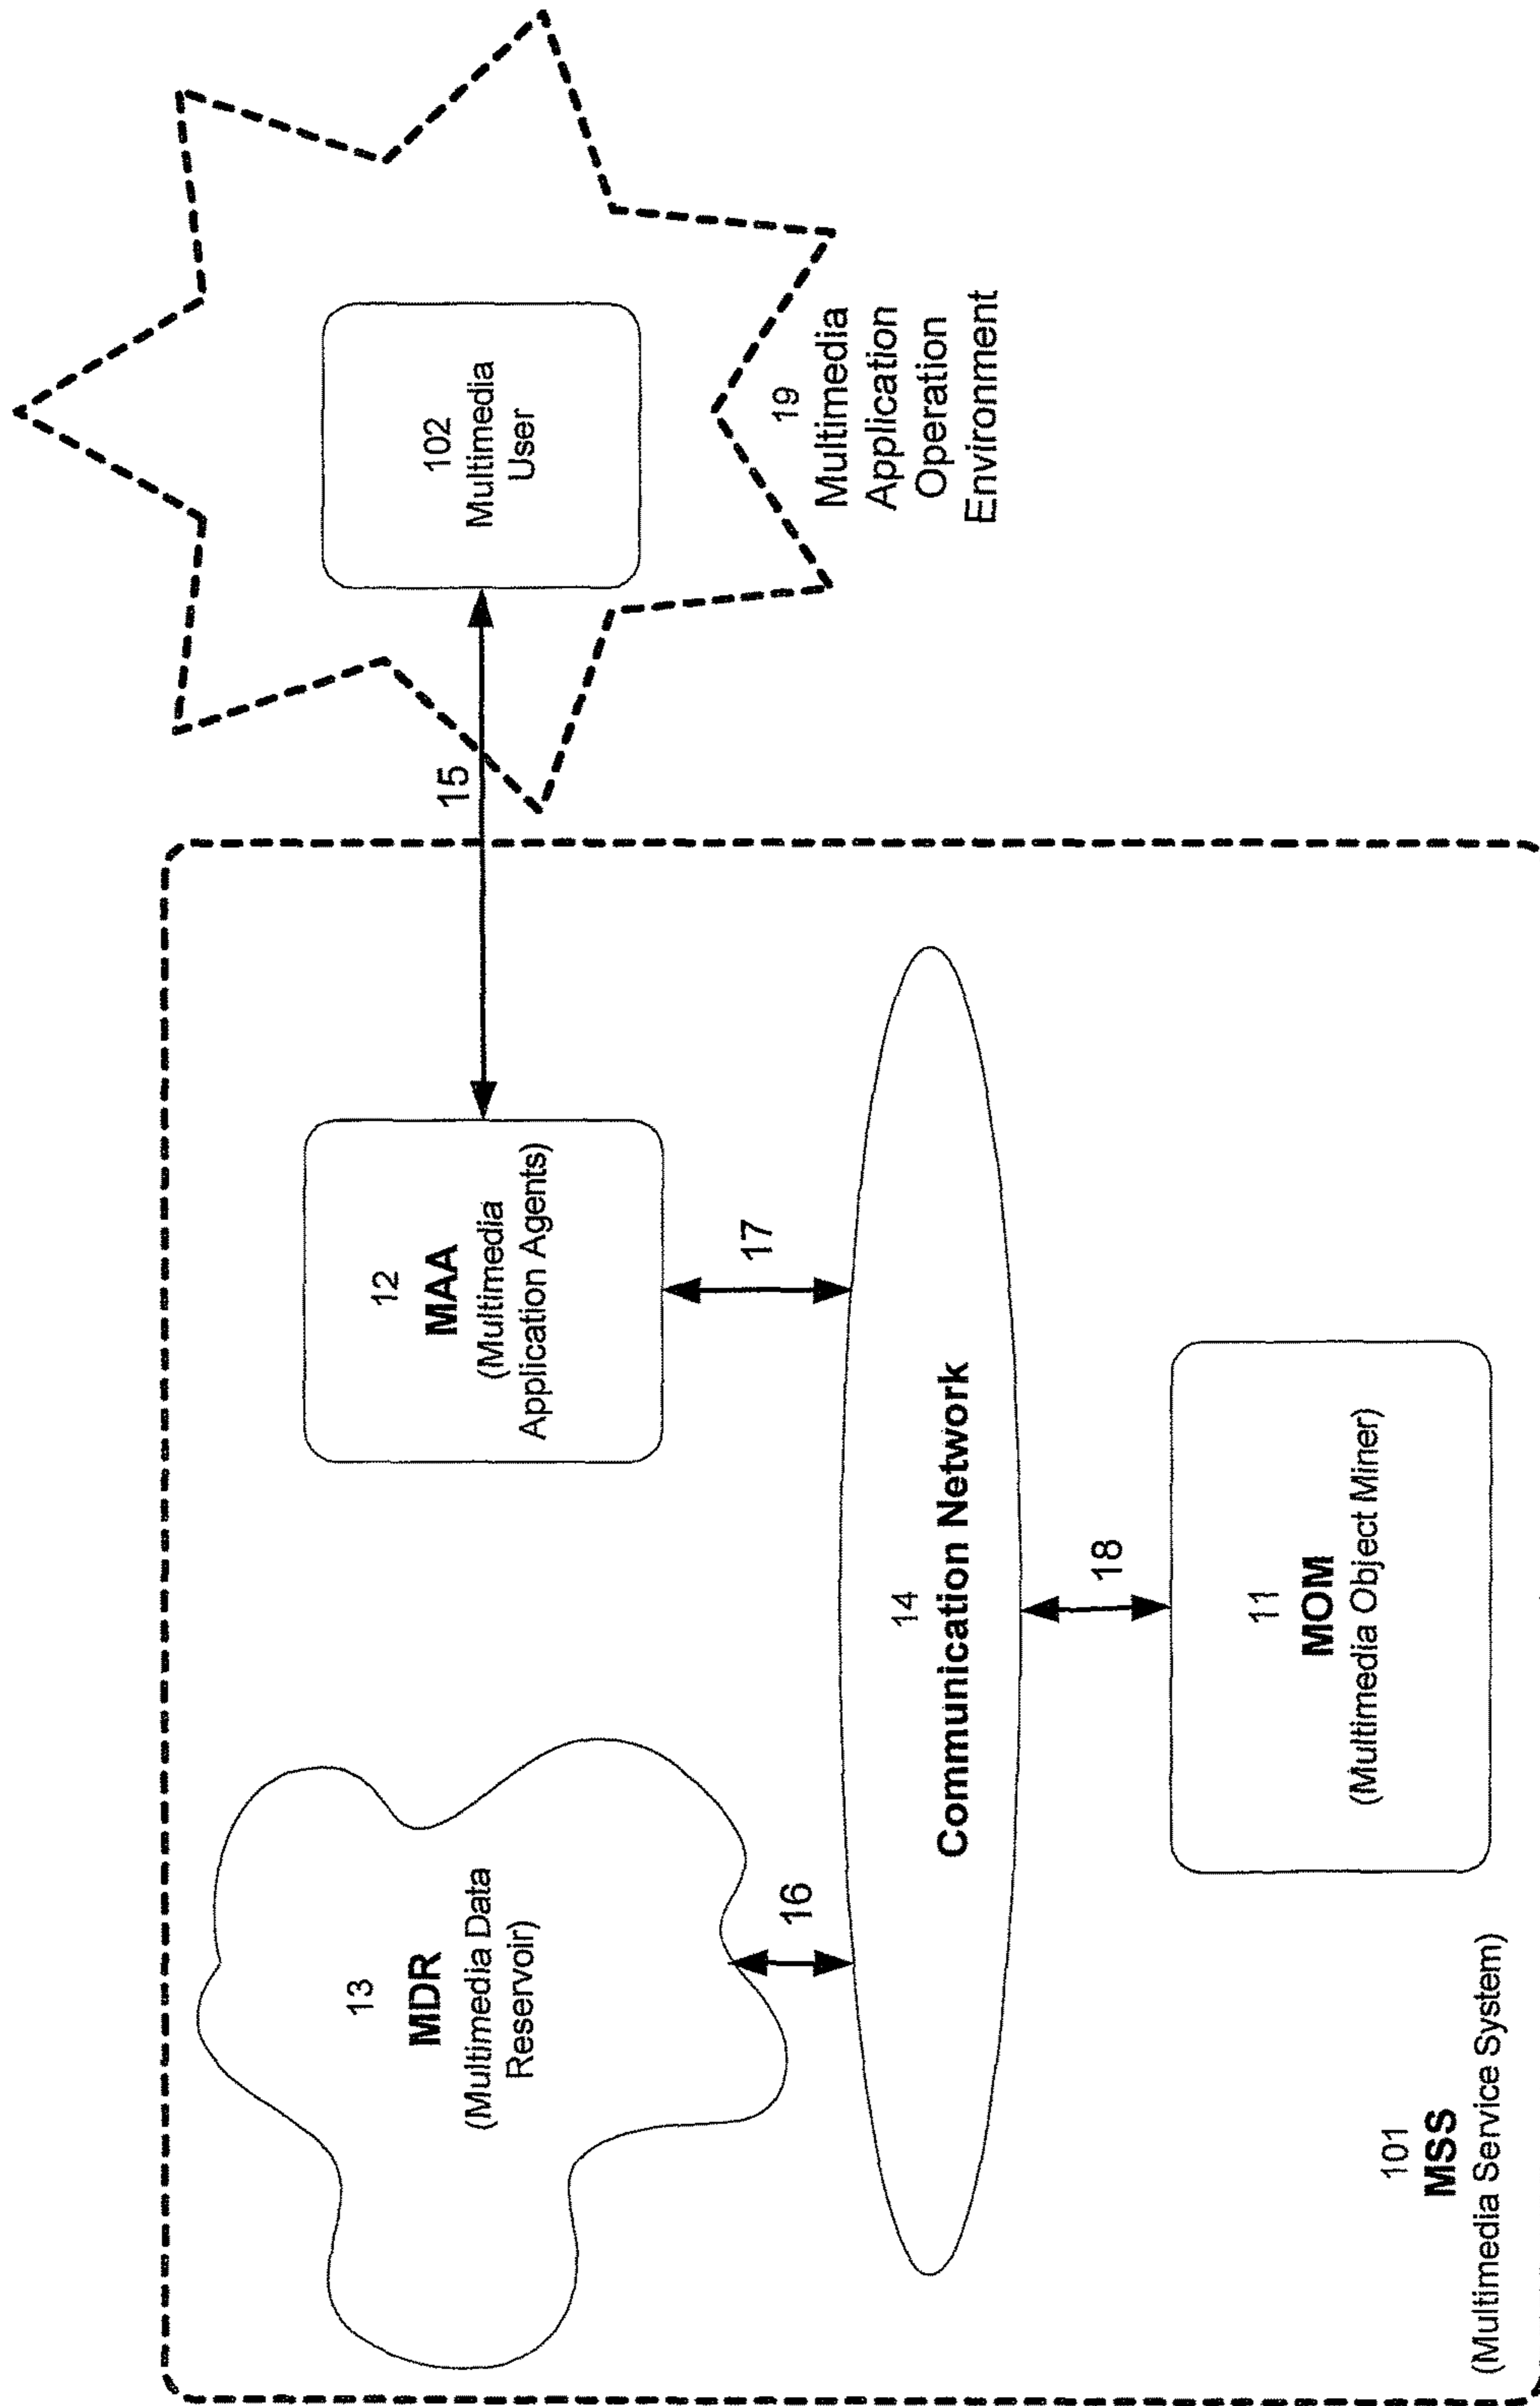 13
MDR
(Multimedia Data
Reservoir)
12
MAA
(Multimedia
Application Agents)
15
102
Multimedia
User
19
Multimedia
Application
Operation
Environment
16
17
14
Communication Network
18
11
MOM
(Multimedia Object Miner)
101
MSS
(Multimedia Service System)